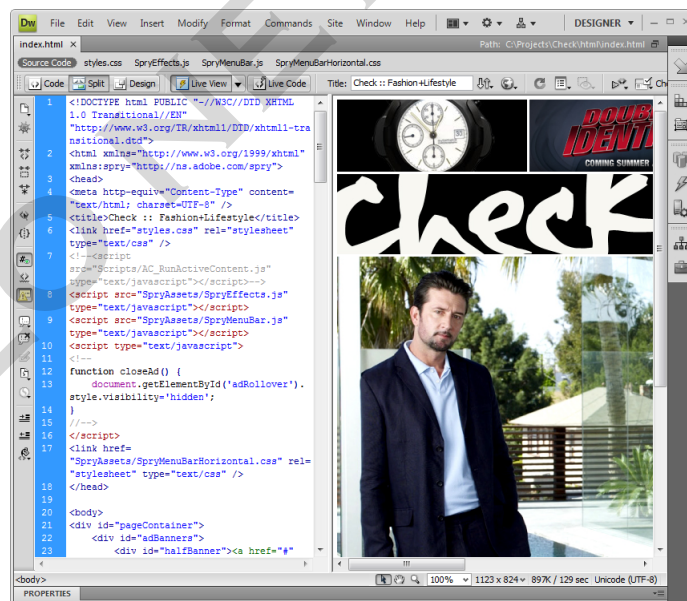 Dw File Edit View Insert Modify Format Commands Site Window Help DESIGNER
index.html × Path: C:\Projects\Check\html\index.html
Source Code styles.css SpryEffects.js SpryMenuBar.js SpryMenuBarHorizontal.css
Code Split Design Live View Live Code Title: Check :: Fashion+Lifestyle Ch
1 <!DOCTYPE html PUBLIC "-//W3C//DTD XHTML
1.0 Transitional//EN"
"http://www.w3.org/TR/xhtml1/DTD/xhtml1-tra
nsitional.dtd">
2 <html xmlns="http://www.w3.org/1999/xhtml"
xmlns:spry="http://ns.adobe.com/spry">
3 <head>
4 <meta http-equiv="Content-Type" content=
"text/html; charset=UTF-8" />
5 <title>Check :: Fashion+Lifestyle</title>
6 <link href="styles.css" rel="stylesheet"
type="text/css" />
7 <!--<script
src="Scripts/AC_RunActiveContent.js"
type="text/javascript"></script>-->
8 <script src="SpryAssets/SpryEffects.js"
type="text/javascript"></script>
9 <script src="SpryAssets/SpryMenuBar.js"
type="text/javascript"></script>
10 <script type="text/javascript">
11 <!--
12 function closeAd() {
13 document.getElementById('adRollover').
style.visibility='hidden';
14 }
15 //-->
16 </script>
17 <link href=
"SpryAssets/SpryMenuBarHorizontal.css" rel=
"stylesheet" type="text/css" />
18 </head>
19
20 <body>
21 <div id="pageContainer">
22 <div id="adBanners">
23 <div id="halfBanner"><a href="#"
DOUB
IDENTI
COMING SUMMER
check
<body> 100% 1123 x 824 897K / 129 sec Unicode (UTF-8)
PROPERTIES